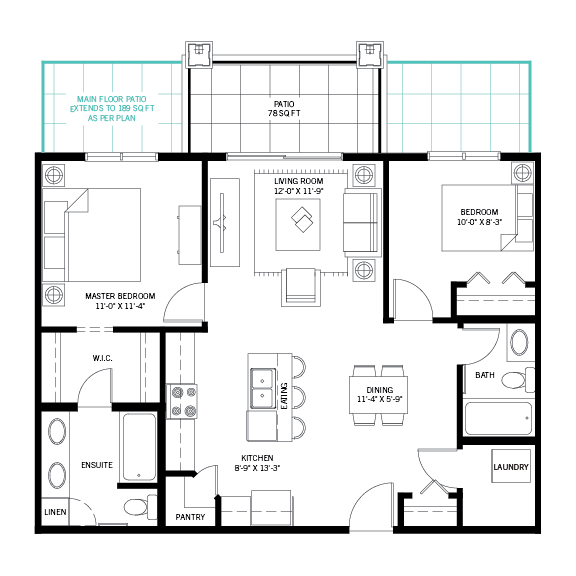 MAIN FLOOR PATIO
EXTENDS TO 189 SQ FT
AS PER PLAN
PATIO
78 SQ FT
LIVING ROOM
12'-0" X 11'-9"
BEDROOM
10'-0" X 8'-3"
MASTER BEDROOM
11'-0" X 11'-4"
W.I.C.
BATH
EATING
DINING
11'-4" X 5'-9"
KITCHEN
8'-9" X 13'-3"
ENSUITE
LAUNDRY
LINEN
PANTRY